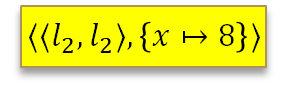 ⟨⟨l₂, l₂⟩, {x ↦ 8}⟩